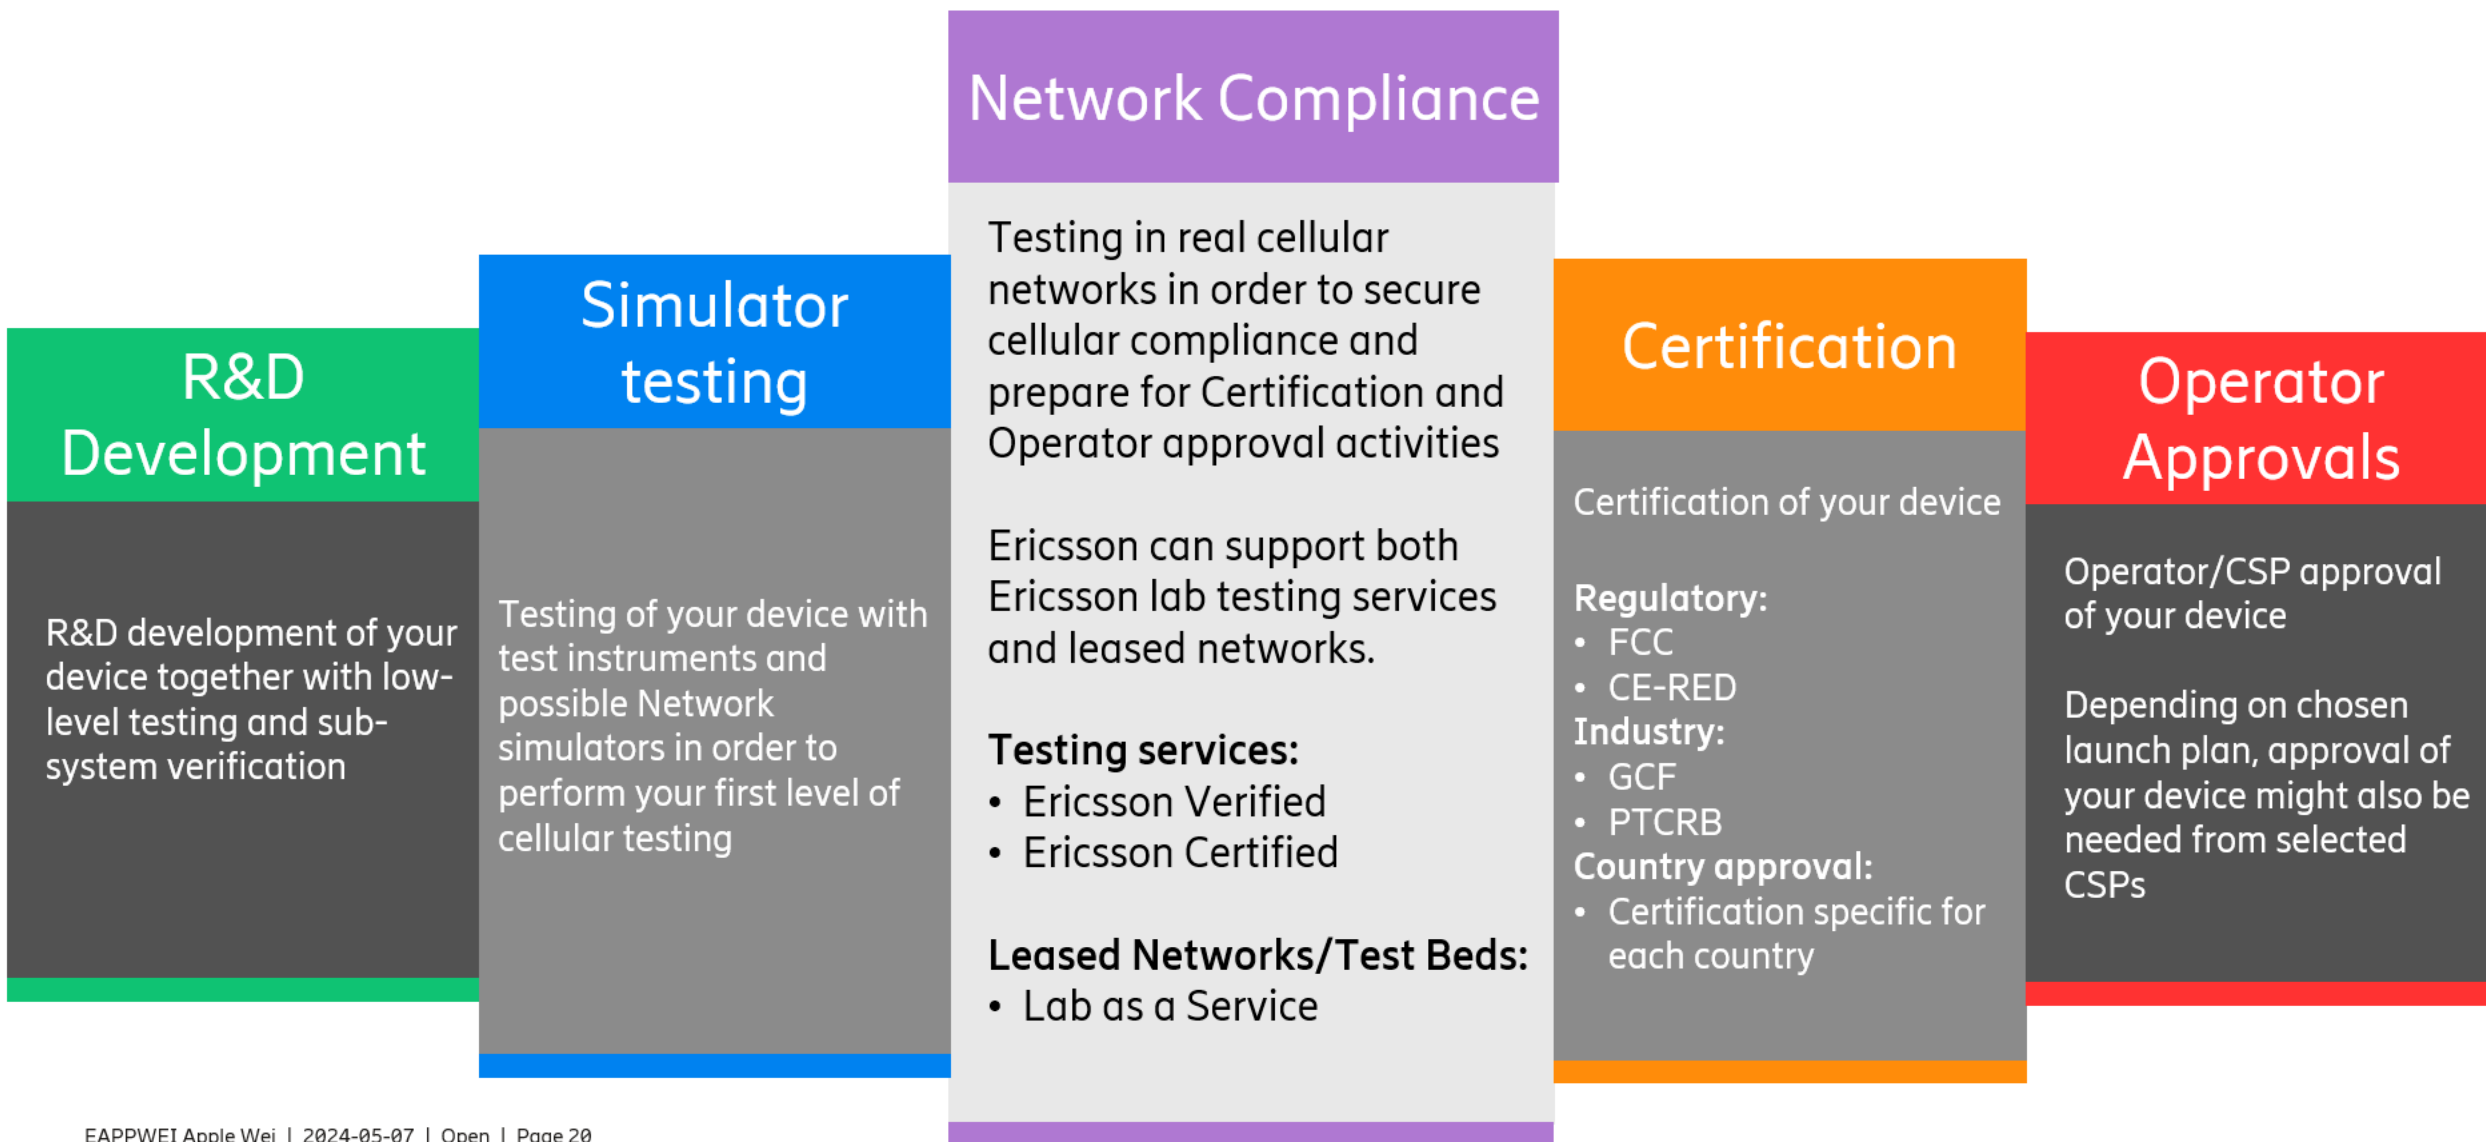 R&D
Development
R&D development of your
device together with low-
level testing and sub-
system verification
Simulator
testing
Testing of your device with
test instruments and
possible Network
simulators in order to
perform your first level of
cellular testing
Network Compliance
Testing in real cellular
networks in order to secure
cellular compliance and
prepare for Certification and
Operator approval activities
Ericsson can support both
Ericsson lab testing services
and leased networks.
Testing services:
• Ericsson Verified
• Ericsson Certified
Leased Networks/Test Beds:
• Lab as a Service
Certification
Certification of your device
Regulatory:
• FCC
• CE-RED
Industry:
• GCF
• PTCRB
Country approval:
• Certification specific for
each country
Operator
Approvals
Operator/CSP approval
of your device
Depending on chosen
launch plan, approval of
your device might also be
needed from selected
CSPs
EAPPWEI Apple Wei | 2024-05-07 | Open | Page 20